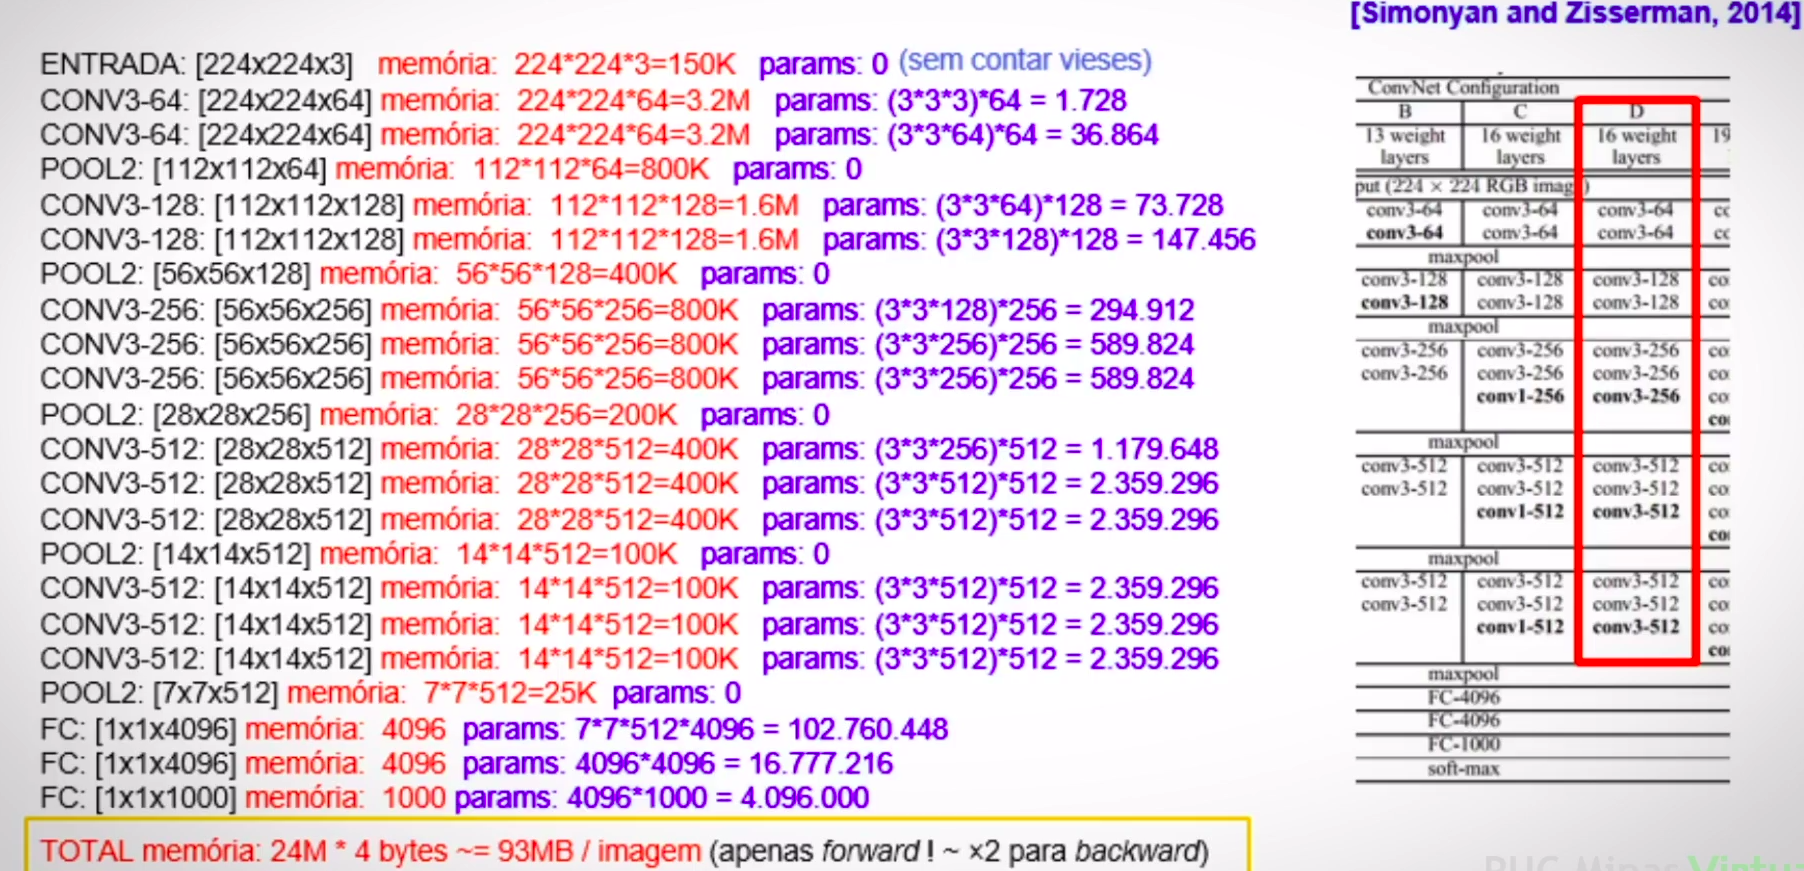 [Simonyan and Zisserman, 2014]
ENTRADA: [224x224x3] memória: 224*224*3=150K params: 0 (sem contar vieses)
CONV3-64: [224x224x64] memória: 224*224*64=3.2M params: (3*3*3)*64 = 1.728
CONV3-64: [224x224x64] memória: 224*224*64=3.2M params: (3*3*64)*64 = 36.864
POOL2: [112x112x64] memória: 112*112*64=800K params: 0
CONV3-128: [112x112x128] memória: 112*112*128=1.6M params: (3*3*64)*128 = 73.728
CONV3-128: [112x112x128] memória: 112*112*128=1.6M params: (3*3*128)*128 = 147.456
POOL2: [56x56x128] memória: 56*56*128=400K params: 0
CONV3-256: [56x56x256] memória: 56*56*256=800K params: (3*3*128)*256 = 294.912
CONV3-256: [56x56x256] memória: 56*56*256=800K params: (3*3*256)*256 = 589.824
CONV3-256: [56x56x256] memória: 56*56*256=800K params: (3*3*256)*256 = 589.824
POOL2: [28x28x256] memória: 28*28*256=200K params: 0
CONV3-512: [28x28x512] memória: 28*28*512=400K params: (3*3*256)*512 = 1.179.648
CONV3-512: [28x28x512] memória: 28*28*512=400K params: (3*3*512)*512 = 2.359.296
CONV3-512: [28x28x512] memória: 28*28*512=400K params: (3*3*512)*512 = 2.359.296
POOL2: [14x14x512] memória: 14*14*512=100K params: 0
CONV3-512: [14x14x512] memória: 14*14*512=100K params: (3*3*512)*512 = 2.359.296
CONV3-512: [14x14x512] memória: 14*14*512=100K params: (3*3*512)*512 = 2.359.296
CONV3-512: [14x14x512] memória: 14*14*512=100K params: (3*3*512)*512 = 2.359.296
POOL2: [7x7x512] memória: 7*7*512=25K params: 0
FC: [1x1x4096] memória: 4096 params: 7*7*512*4096 = 102.760.448
FC: [1x1x4096] memória: 4096 params: 4096*4096 = 16.777.216
FC: [1x1x1000] memória: 1000 params: 4096*1000 = 4.096.000
TOTAL memória: 24M * 4 bytes ~= 93MB / imagem (apenas forward ! ~ x2 para backward)
ConvNet Configuration
B C D
13 weight 16 weight 16 weight 19
layers layers layers
put (224 × 224 RGB imag )
conv3-64 conv3-64 conv3-64 co
conv3-64 conv3-64 conv3-64 co
maxpool
conv3-128 conv3-128 conv3-128 co
conv3-128 conv3-128 conv3-128 co
maxpool
conv3-256 conv3-256 conv3-256 co
conv3-256 conv3-256 conv3-256 co
conv1-256 conv3-256 co
co
maxpool
conv3-512 conv3-512 conv3-512 co
conv3-512 conv3-512 conv3-512 co
conv1-512 conv3-512 co
co
maxpool
conv3-512 conv3-512 conv3-512 co
conv3-512 conv3-512 conv3-512 co
conv1-512 conv3-512 co
co
maxpool
FC-4096
FC-4096
FC-1000
soft-max